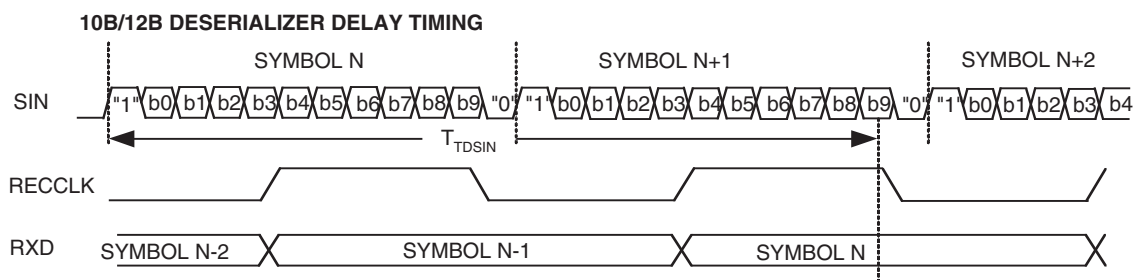 10B/12B DESERIALIZER DELAY TIMING
SYMBOL N SYMBOL N+1 SYMBOL N+2
SIN "1" b0 b1 b2 b3 b4 b5 b6 b7 b8 b9 "0" "1" b0 b1 b2 b3 b4 b5 b6 b7 b8 b9 "0" "1" b0 b1 b2 b3 b4
TTDSIN
RECCLK
RXD SYMBOL N-2 SYMBOL N-1 SYMBOL N